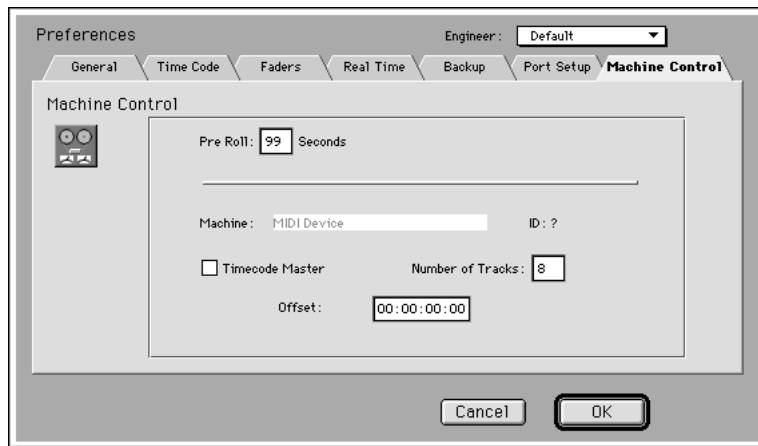 Preferences
Engineer: Default
General Time Code Faders Real Time Backup Port Setup Machine Control
Machine Control
Pre Roll: 99 Seconds
Machine: MIDI Device ID: ?
Timecode Master Number of Tracks: 8
Offset: 00:00:00:00
Cancel OK